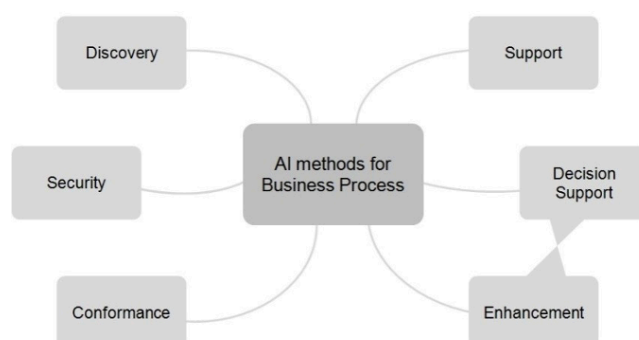 Discovery
Support
AI methods for
Business Process
Security
Decision
Support
Conformance
Enhancement